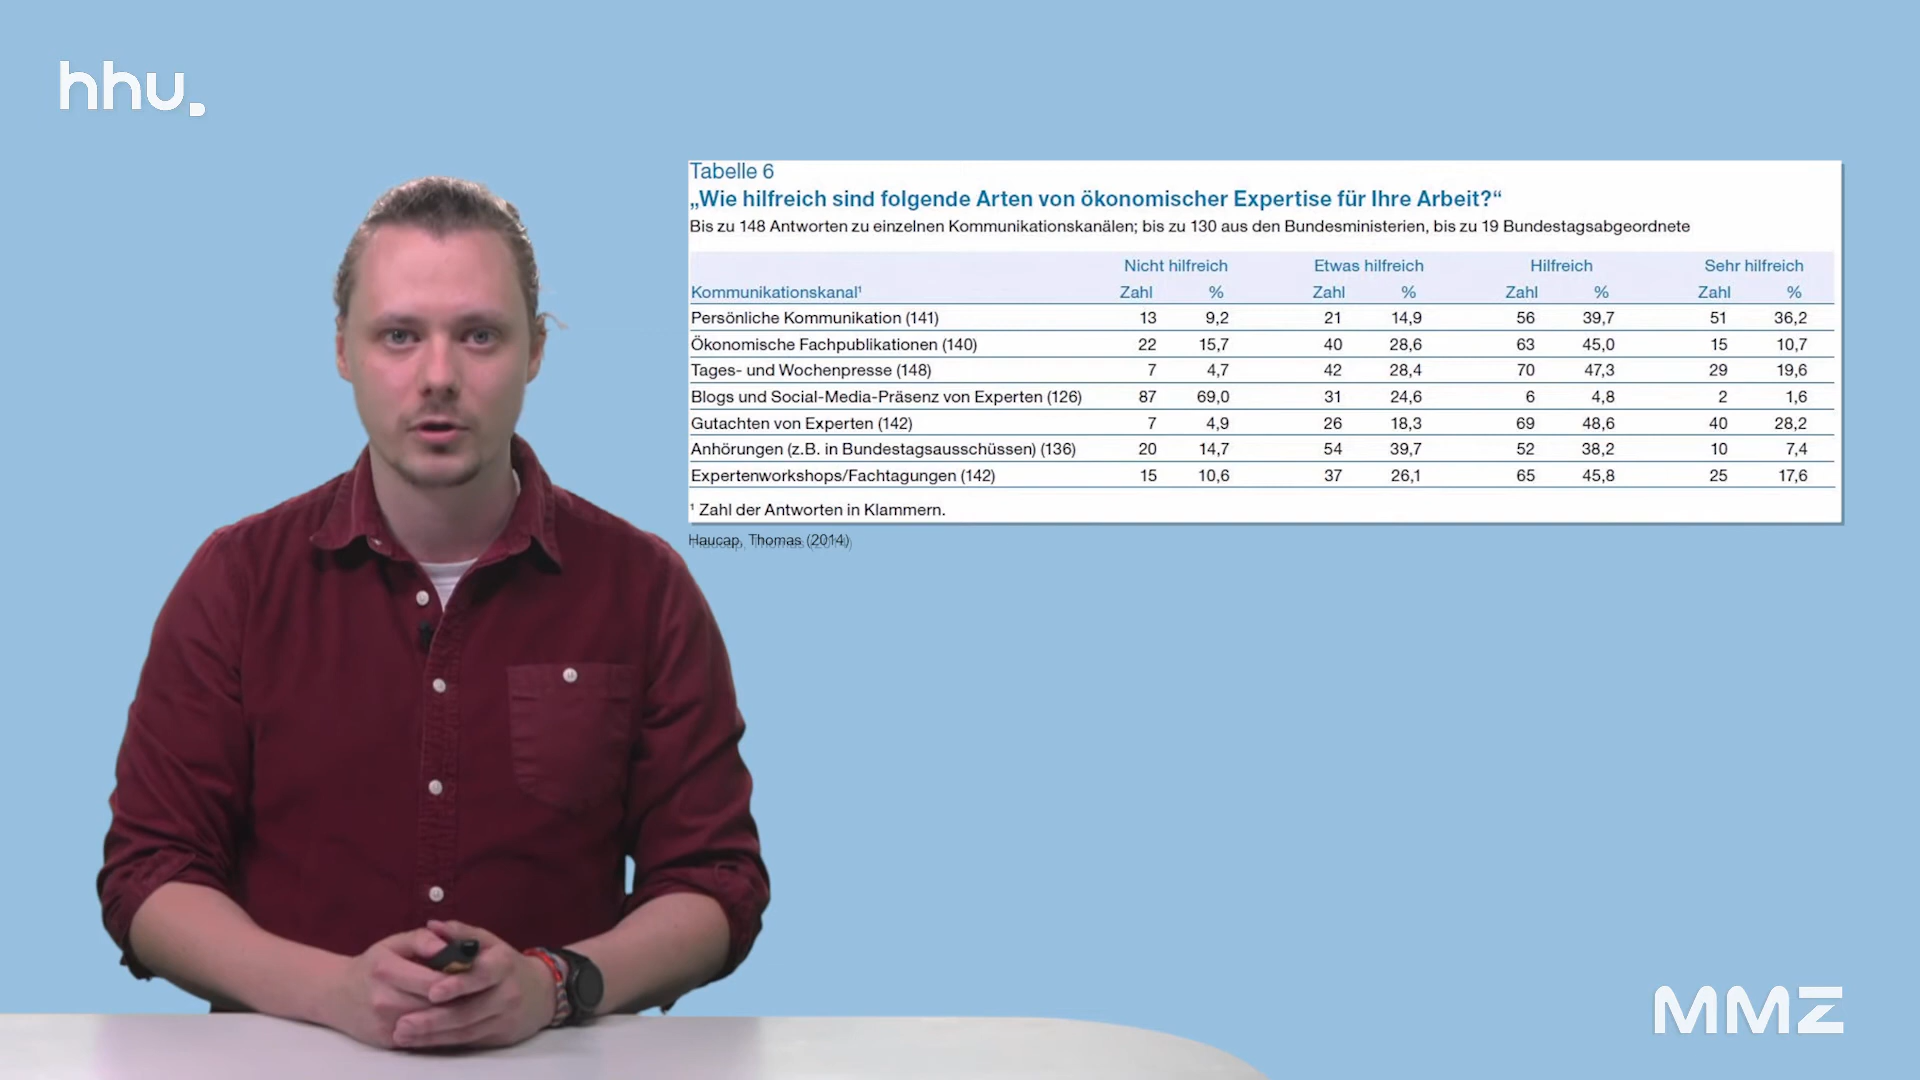 hhu.
Tabelle 6
„Wie hilfreich sind folgende Arten von ökonomischer Expertise für Ihre Arbeit?“
Bis zu 148 Antworten zu einzelnen Kommunikationskanälen; bis zu 130 aus den Bundesministerien, bis zu 19 Bundestagsabgeordnete
Nicht hilfreich Etwas hilfreich Hilfreich Sehr hilfreich
Kommunikationskanal¹ Zahl % Zahl % Zahl % Zahl %
Persönliche Kommunikation (141) 13 9,2 21 14,9 56 39,7 51 36,2
Ökonomische Fachpublikationen (140) 22 15,7 40 28,6 63 45,0 15 10,7
Tages- und Wochenpresse (148) 7 4,7 42 28,4 70 47,3 29 19,6
Blogs und Social-Media-Präsenz von Experten (126) 87 69,0 31 24,6 6 4,8 2 1,6
Gutachten von Experten (142) 7 4,9 26 18,3 69 48,6 40 28,2
Anhörungen (z.B. in Bundestagsausschüssen) (136) 20 14,7 54 39,7 52 38,2 10 7,4
Expertenworkshops/Fachtagungen (142) 15 10,6 37 26,1 65 45,8 25 17,6
¹ Zahl der Antworten in Klammern.
Haucap, Thomas (2014)
MMZ